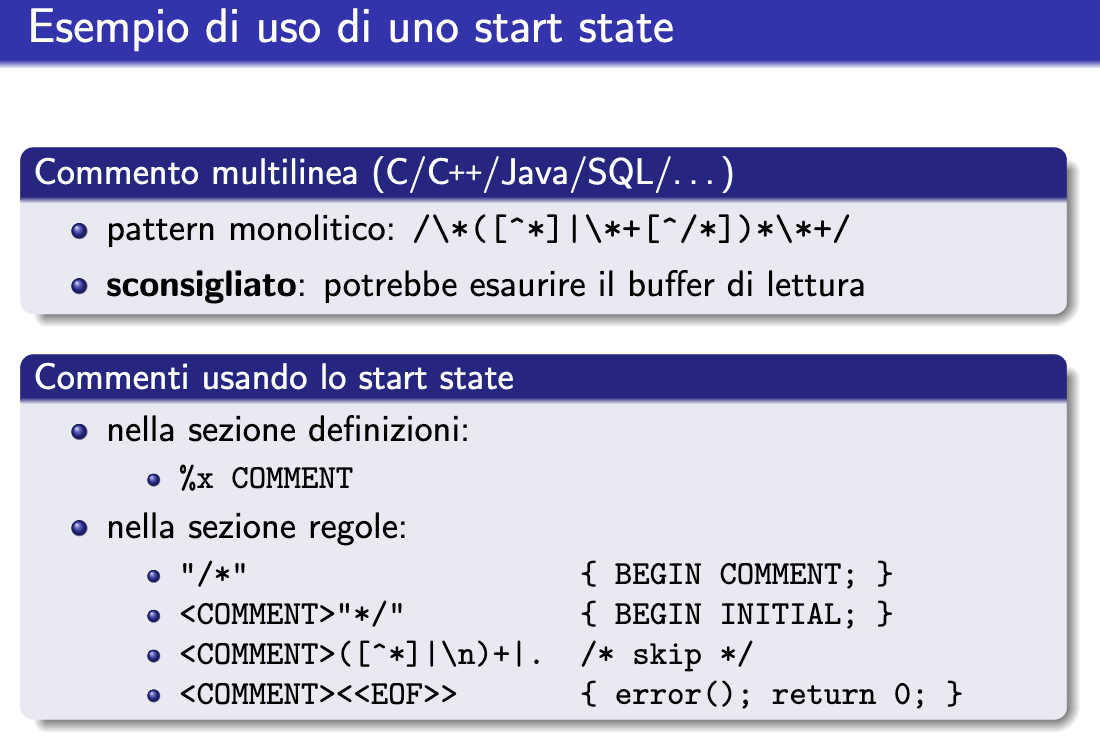 Esempio di uso di uno start state
Commento multilinea (C/C++/Java/SQL/...)
pattern monolitico: /\*([^*]|\*+[^/*])*\*+/
sconsigliato: potrebbe esaurire il buffer di lettura
Commenti usando lo start state
nella sezione definizioni:
%x COMMENT
nella sezione regole:
"/*" { BEGIN COMMENT; }
<COMMENT>"*/" { BEGIN INITIAL; }
<COMMENT>([^*]|\n)+|. /* skip */
<COMMENT><<EOF>> { error(); return 0; }